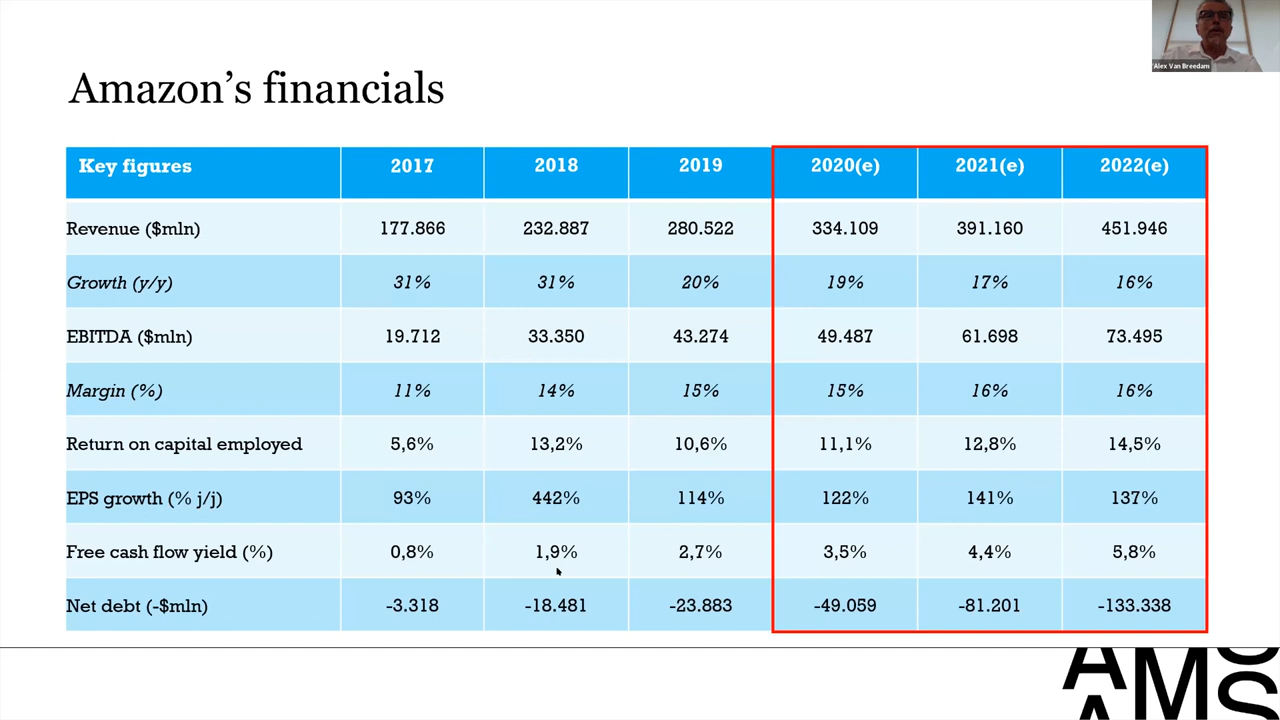 Alex Van Breedam
Amazon's financials
Key figures 2017 2018 2019 2020(e) 2021(e) 2022(e)
Revenue ($mln) 177.866 232.887 280.522 334.109 391.160 451.946
Growth (y/y) 31% 31% 20% 19% 17% 16%
EBITDA ($mln) 19.712 33.350 43.274 49.487 61.698 73.495
Margin (%) 11% 14% 15% 15% 16% 16%
Return on capital employed 5,6% 13,2% 10,6% 11,1% 12,8% 14,5%
EPS growth (% j/j) 93% 442% 114% 122% 141% 137%
Free cash flow yield (%) 0,8% 1,9% 2,7% 3,5% 4,4% 5,8%
Net debt (-$mln) -3.318 -18.481 -23.883 -49.059 -81.201 -133.338
AMS